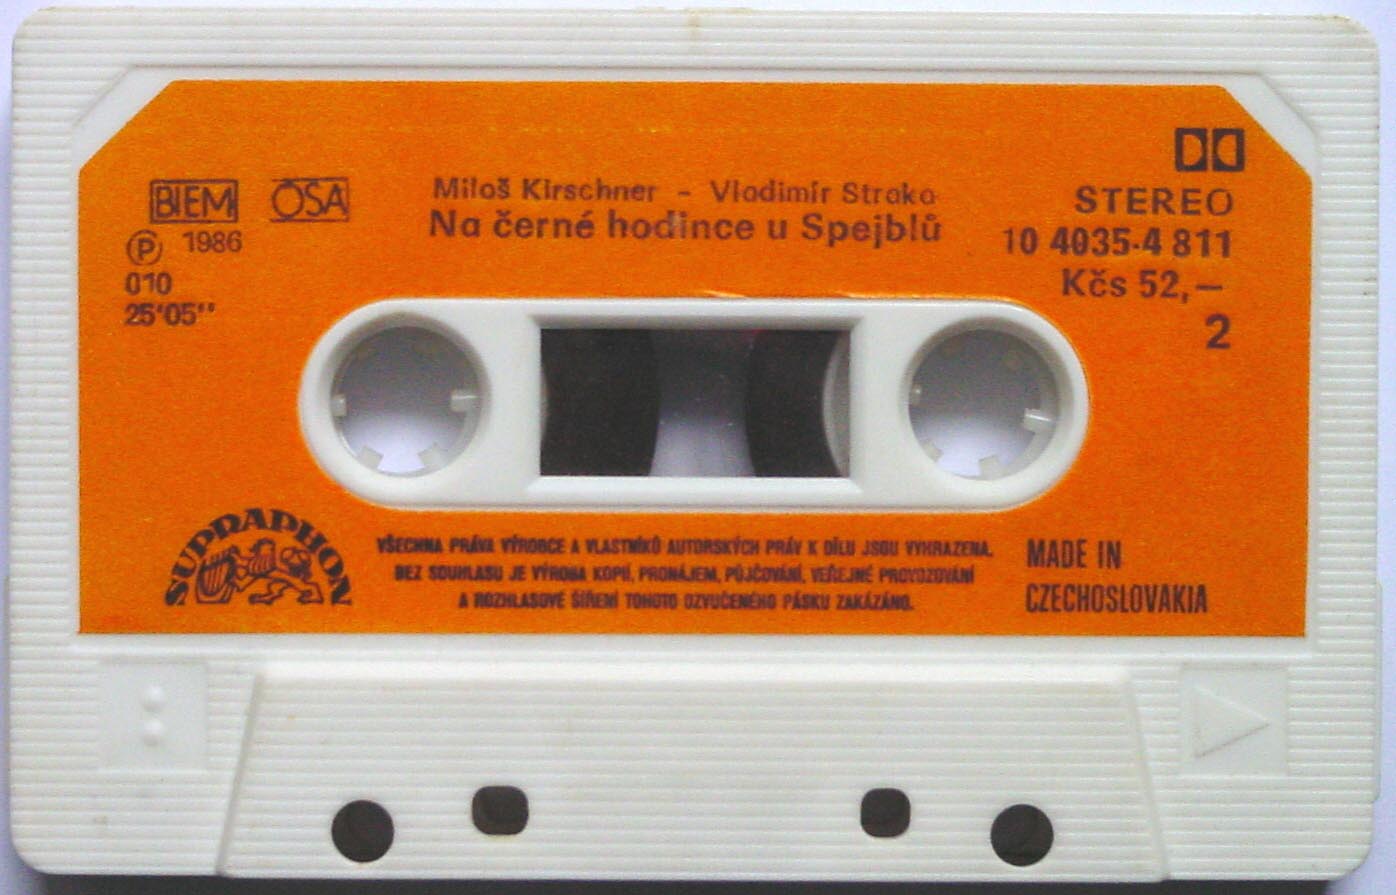 BIEM OSA
Ⓟ 1986
010
25'05''
Miloš Kirschner – Vladimír Straka
Na černé hodince u Spejblů
STEREO
10 4035-4 811
Kčs 52,—
2
SUPRAPHON
VŠECHNA PRÁVA VÝROBCE A VLASTNÍKŮ AUTORSKÝCH PRÁV K DÍLU JSOU VYHRAZENA.
BEZ SOUHLASU JE VÝROBA KOPIÍ, PRONÁJEM, PŮJČOVÁNÍ, VEŘEJNÉ PROVOZOVÁNÍ
A ROZHLASOVÉ ŠÍŘENÍ TOHOTO OZVUČENÉHO PÁSKU ZAKÁZÁNO.
MADE IN
CZECHOSLOVAKIA